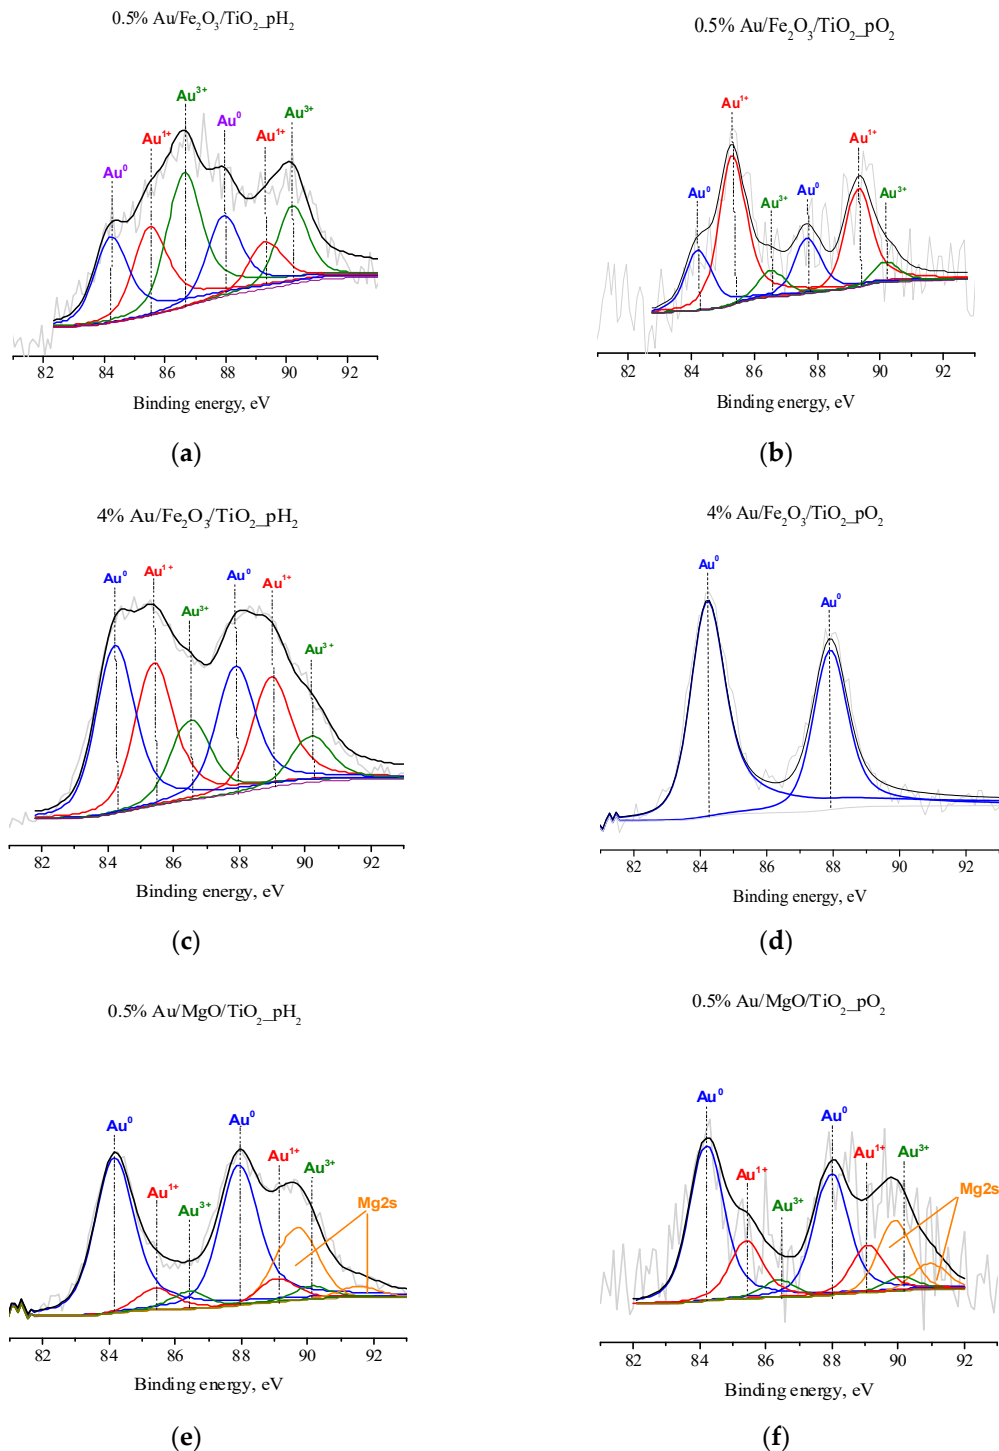 0.5% Au/Fe₂O₃/TiO₂_pH₂
Au⁰
Au¹⁺
Au³⁺
Au⁰
Au¹⁺
Au³⁺
82 84 86 88 90 92
Binding energy, eV
(a)
0.5% Au/Fe₂O₃/TiO₂_pO₂
Au⁰
Au¹⁺
Au³⁺
Au⁰
Au¹⁺
Au³⁺
82 84 86 88 90 92
Binding energy, eV
(b)
4% Au/Fe₂O₃/TiO₂_pH₂
Au⁰
Au¹⁺
Au³⁺
Au⁰
Au¹⁺
Au³⁺
82 84 86 88 90 92
Binding energy, eV
(c)
4% Au/Fe₂O₃/TiO₂_pO₂
Au⁰
Au⁰
82 84 86 88 90 92
Binding energy, eV
(d)
0.5% Au/MgO/TiO₂_pH₂
Au⁰
Au¹⁺
Au³⁺
Au⁰
Au¹⁺
Au³⁺
Mg2s
82 84 86 88 90 92
Binding energy, eV
(e)
0.5% Au/MgO/TiO₂_pO₂
Au⁰
Au¹⁺
Au³⁺
Au⁰
Au¹⁺
Au³⁺
Mg2s
82 84 86 88 90 92
Binding energy, eV
(f)